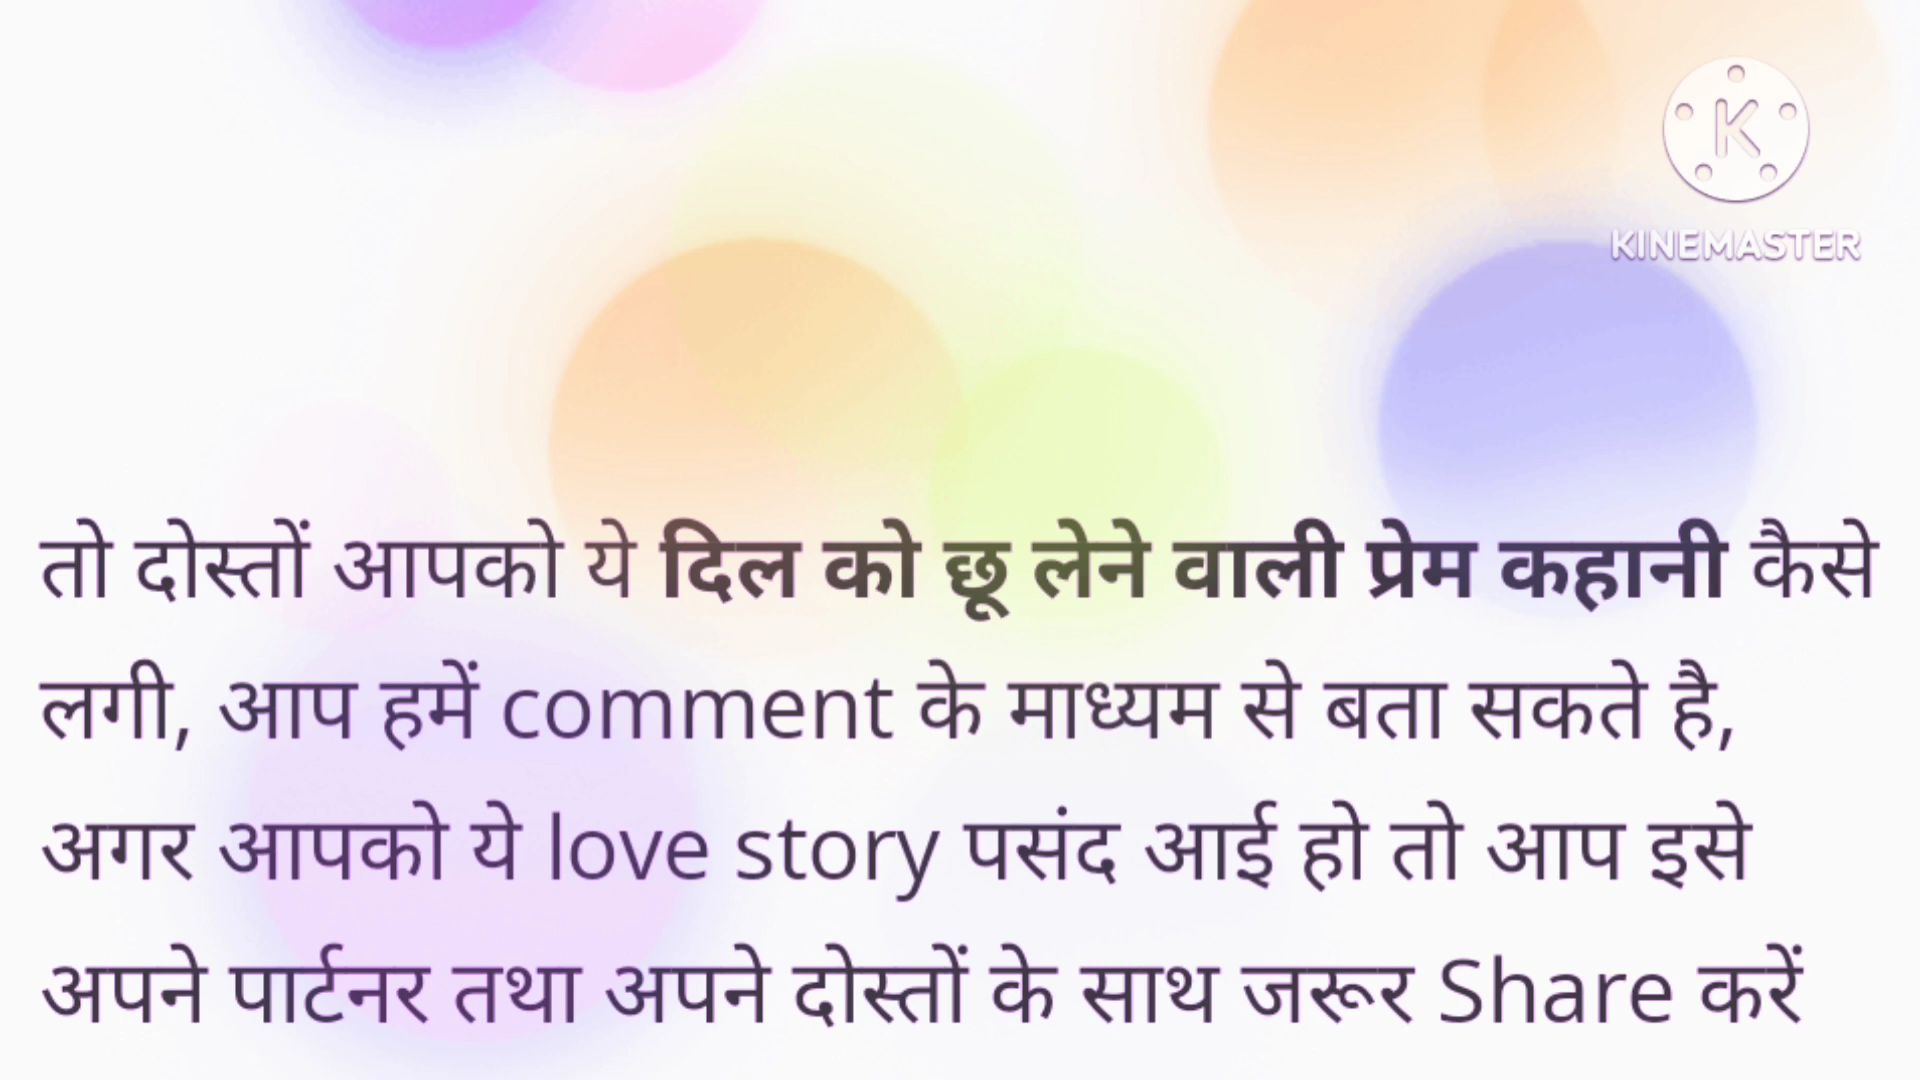 K
KINEMASTER
तो दोस्तों आपको ये दिल को छू लेने वाली प्रेम कहानी कैसे
लगी, आप हमें comment के माध्यम से बता सकते है,
अगर आपको ये love story पसंद आई हो तो आप इसे
अपने पार्टनर तथा अपने दोस्तों के साथ जरूर Share करें